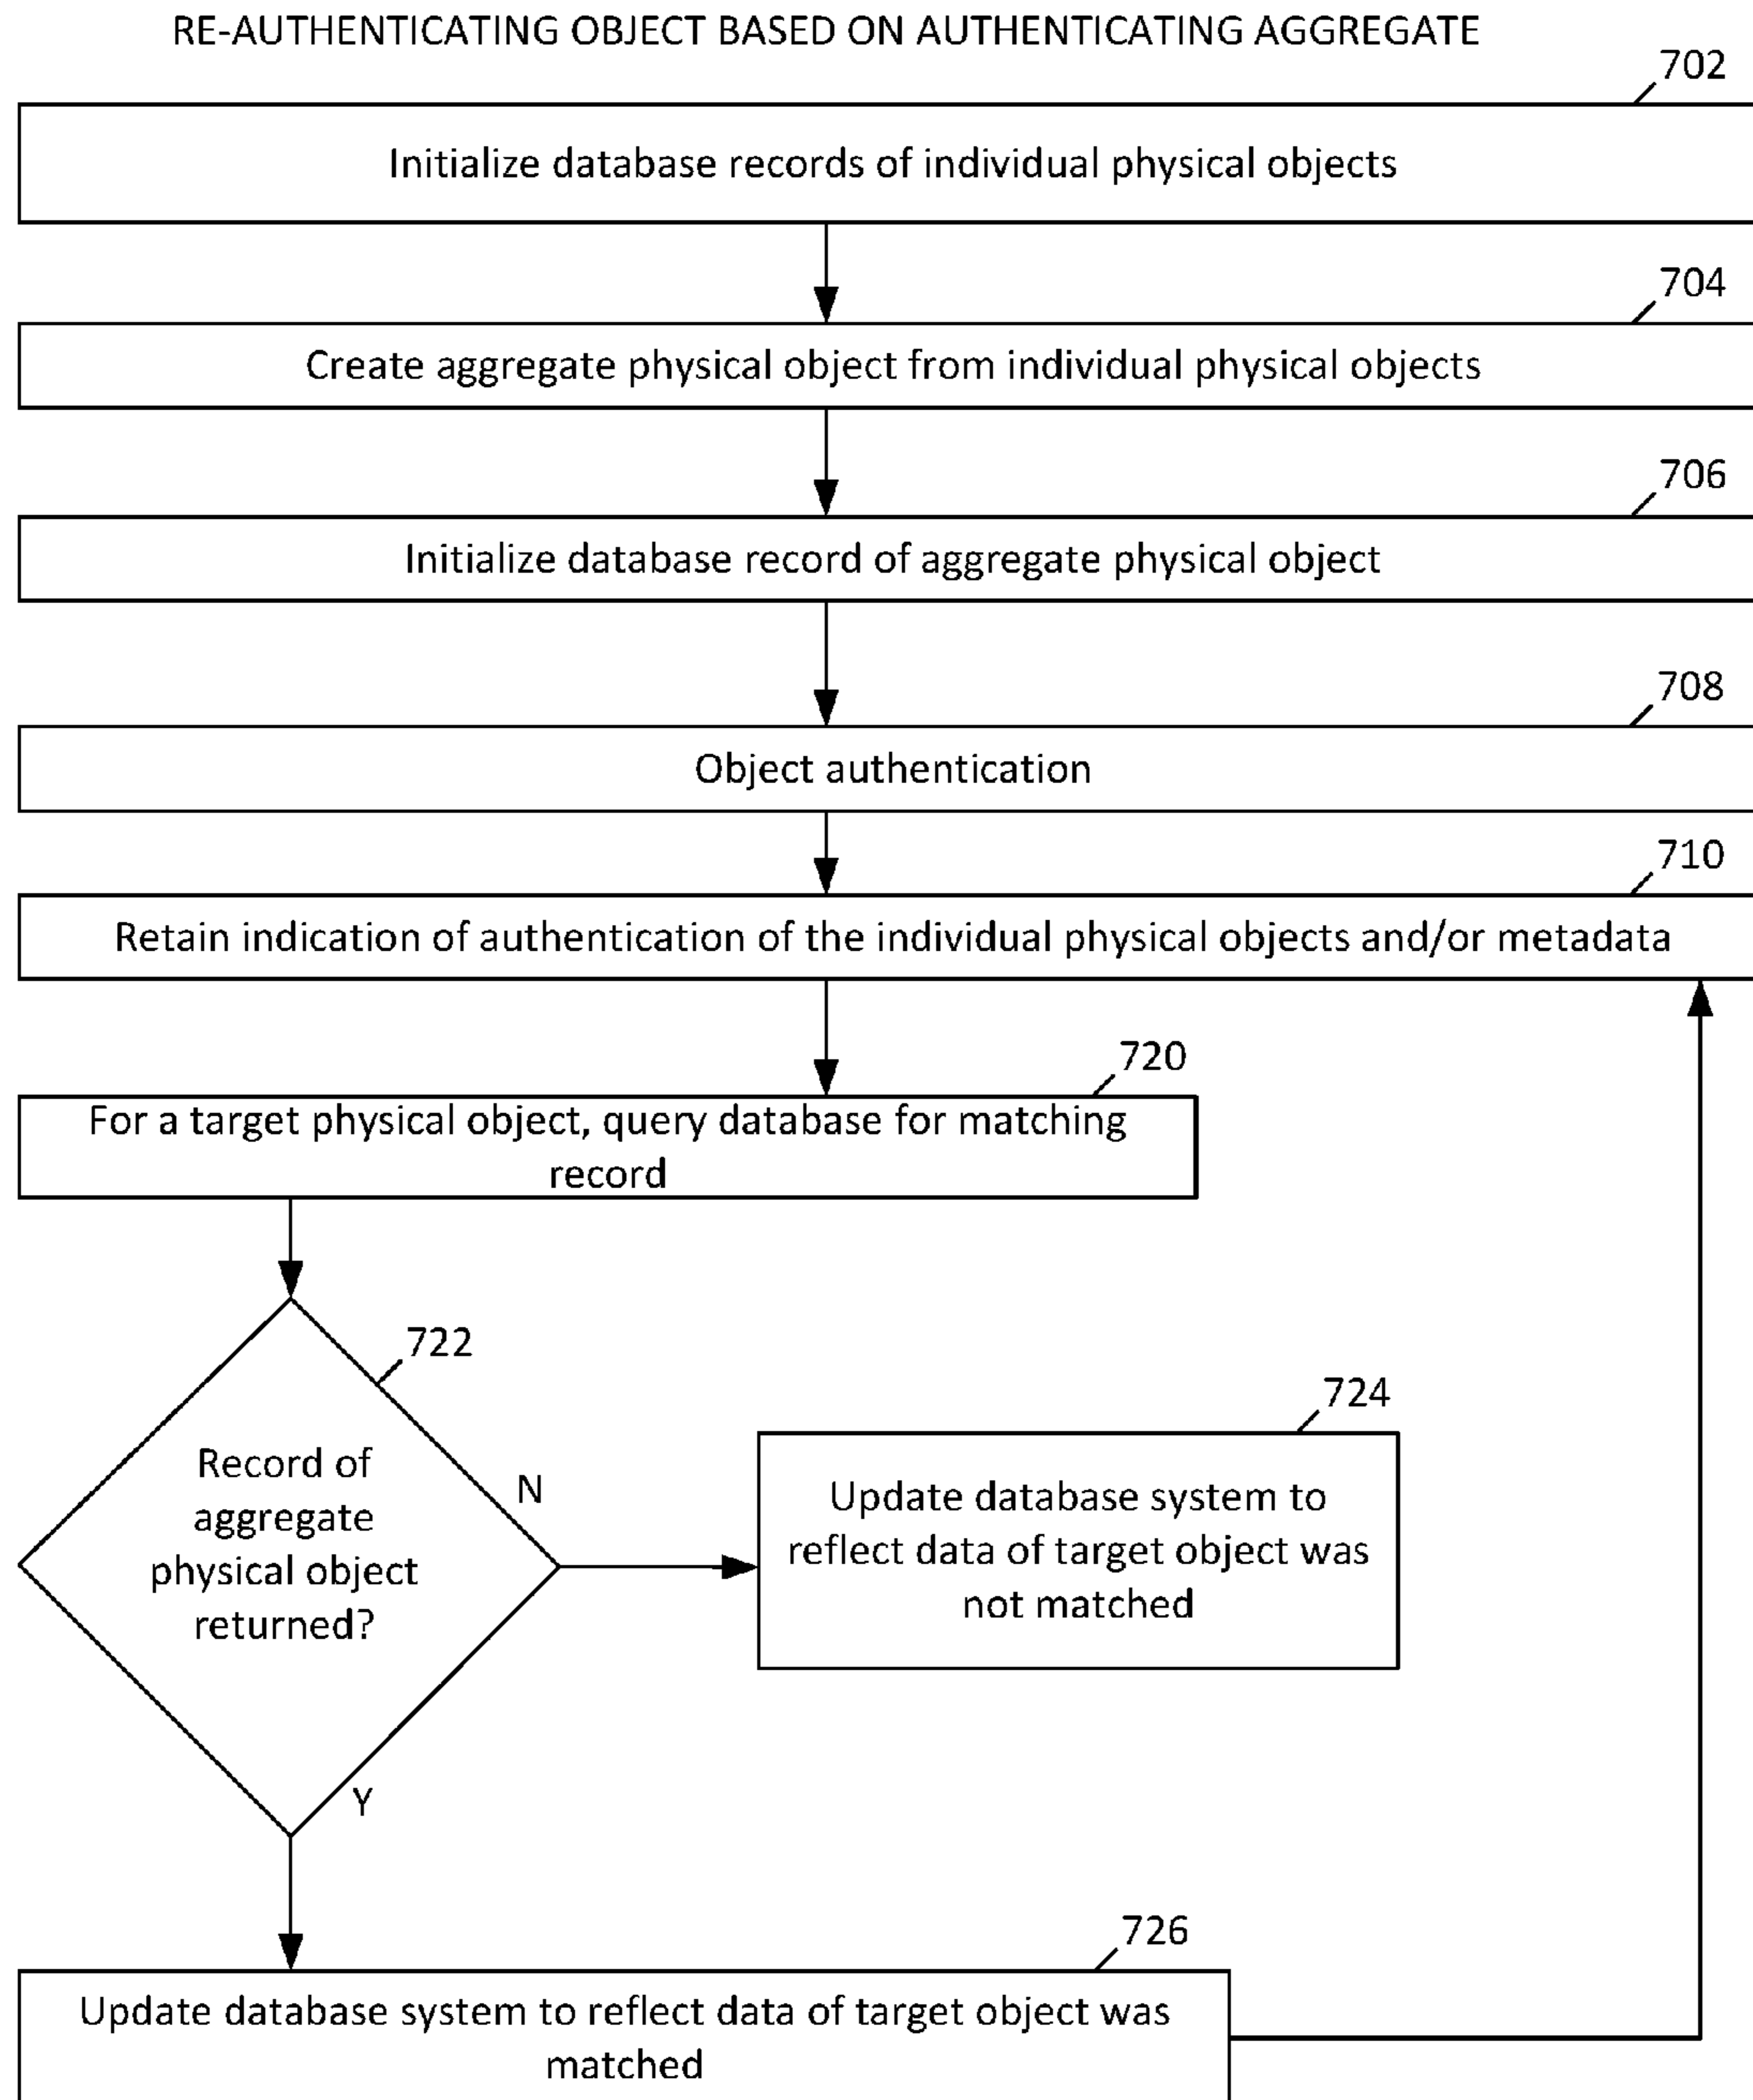 RE-AUTHENTICATING OBJECT BASED ON AUTHENTICATING AGGREGATE
702
Initialize database records of individual physical objects
704
Create aggregate physical object from individual physical objects
706
Initialize database record of aggregate physical object
708
Object authentication
710
Retain indication of authentication of the individual physical objects and/or metadata
720
For a target physical object, query database for matching
record
722
Record of
aggregate
physical object
returned?
N
724
Update database system to
reflect data of target object was
not matched
Y
726
Update database system to reflect data of target object was
matched